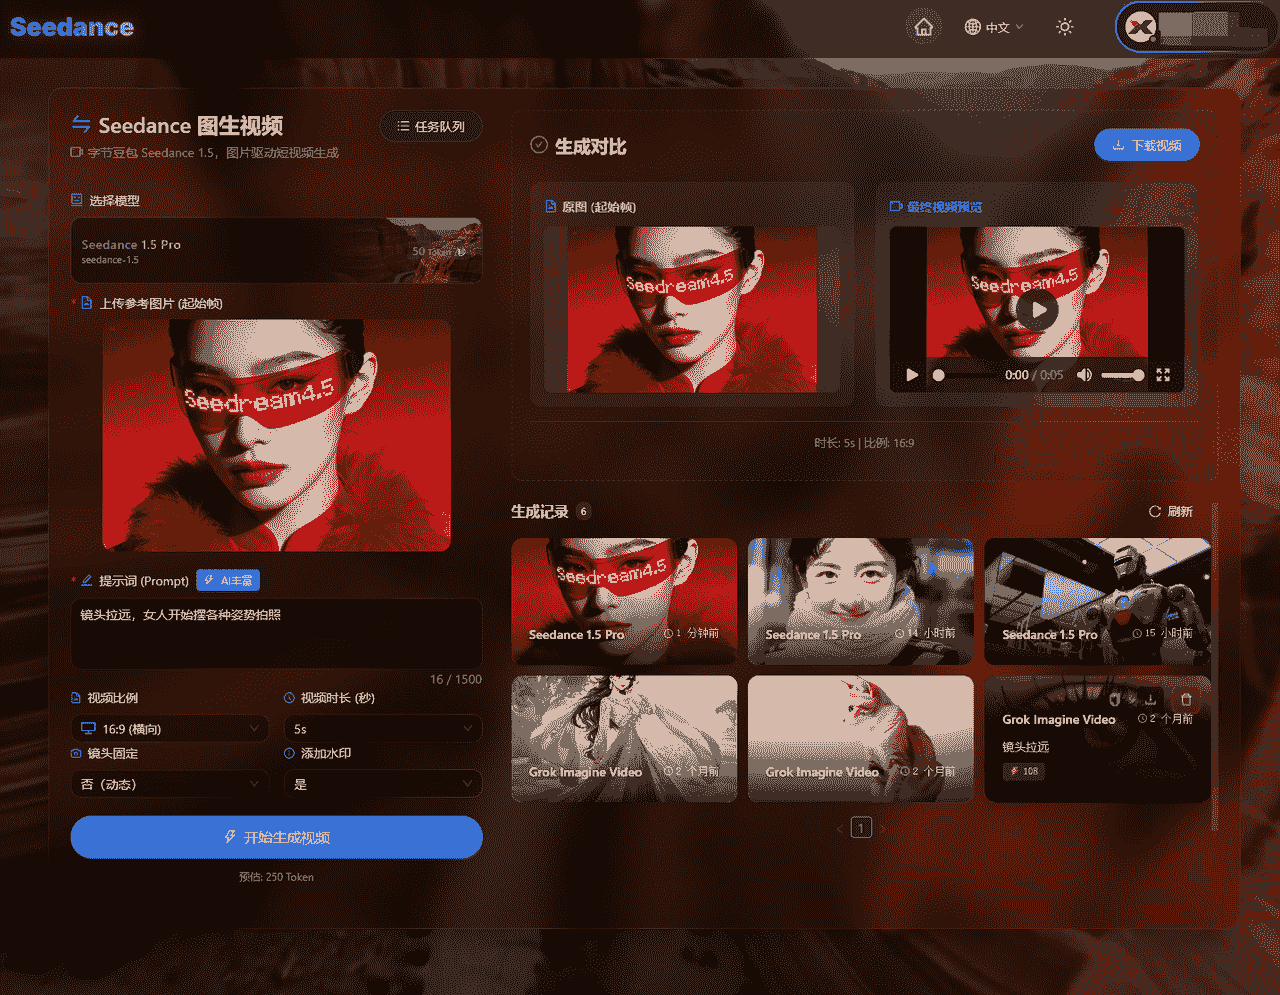 Seedance
中文
Seedance 图生视频
任务队列
字节豆包 Seedance 1.5，图片驱动短视频生成
选择模型
Seedance 1.5 Pro
seedance-1.5
50 Token
* 上传参考图片 (起始帧)
Seedream4.5
* 提示词 (Prompt)
AI丰富
镜头拉远，女人开始摆各种姿势拍照
16 / 1500
视频比例
视频时长 (秒)
16:9 (横向)
5s
镜头固定
添加水印
否（动态）
是
开始生成视频
预估: 250 Token
生成对比
下载视频
原图 (起始帧)
最终视频预览
Seedream4.5
Seedream4.5
0:00 / 0:05
时长: 5s | 比例: 16:9
生成记录 6
刷新
Seedream4.5
Seedance 1.5 Pro
1 分钟前
Seedance 1.5 Pro
14 小时前
Seedance 1.5 Pro
15 小时前
Grok Imagine Video
2 个月前
Grok Imagine Video
2 个月前
Grok Imagine Video
2 个月前
镜头拉远
108
1